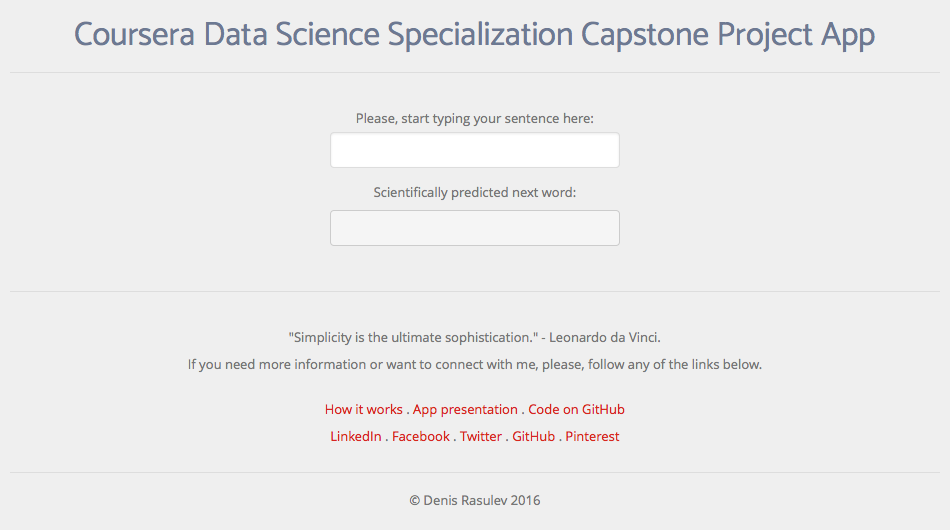 Coursera Data Science Specialization Capstone Project App
Please, start typing your sentence here:
Scientifically predicted next word:
"Simplicity is the ultimate sophistication." - Leonardo da Vinci.
If you need more information or want to connect with me, please, follow any of the links below.
How it works . App presentation . Code on GitHub
LinkedIn . Facebook . Twitter . GitHub . Pinterest
© Denis Rasulev 2016